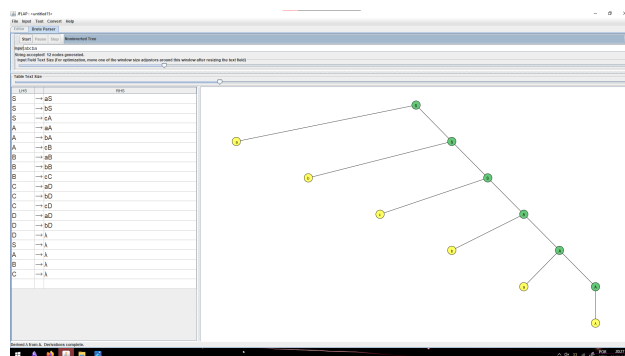 JFLAP : <untitled15>
File Input Test Convert Help
Editor Brute Parser
Start Pause Step Noninverted Tree
Input abcba
String accepted! 12 nodes generated.
Input Field Text Size (For optimization, move one of the window size adjustors around this window after resizing the text field)
Table Text Size
LHS RHS
S → aS
S → bS
S → cA
A → aA
A → bA
A → cB
B → aB
B → bB
B → cC
C → aD
C → bD
C → cD
D → aD
D → bD
D → λ
S → λ
A → λ
B → λ
C → λ
S
a S
b S
c A
b A
a A
λ
Derived λ from A. Derivations complete.
POR